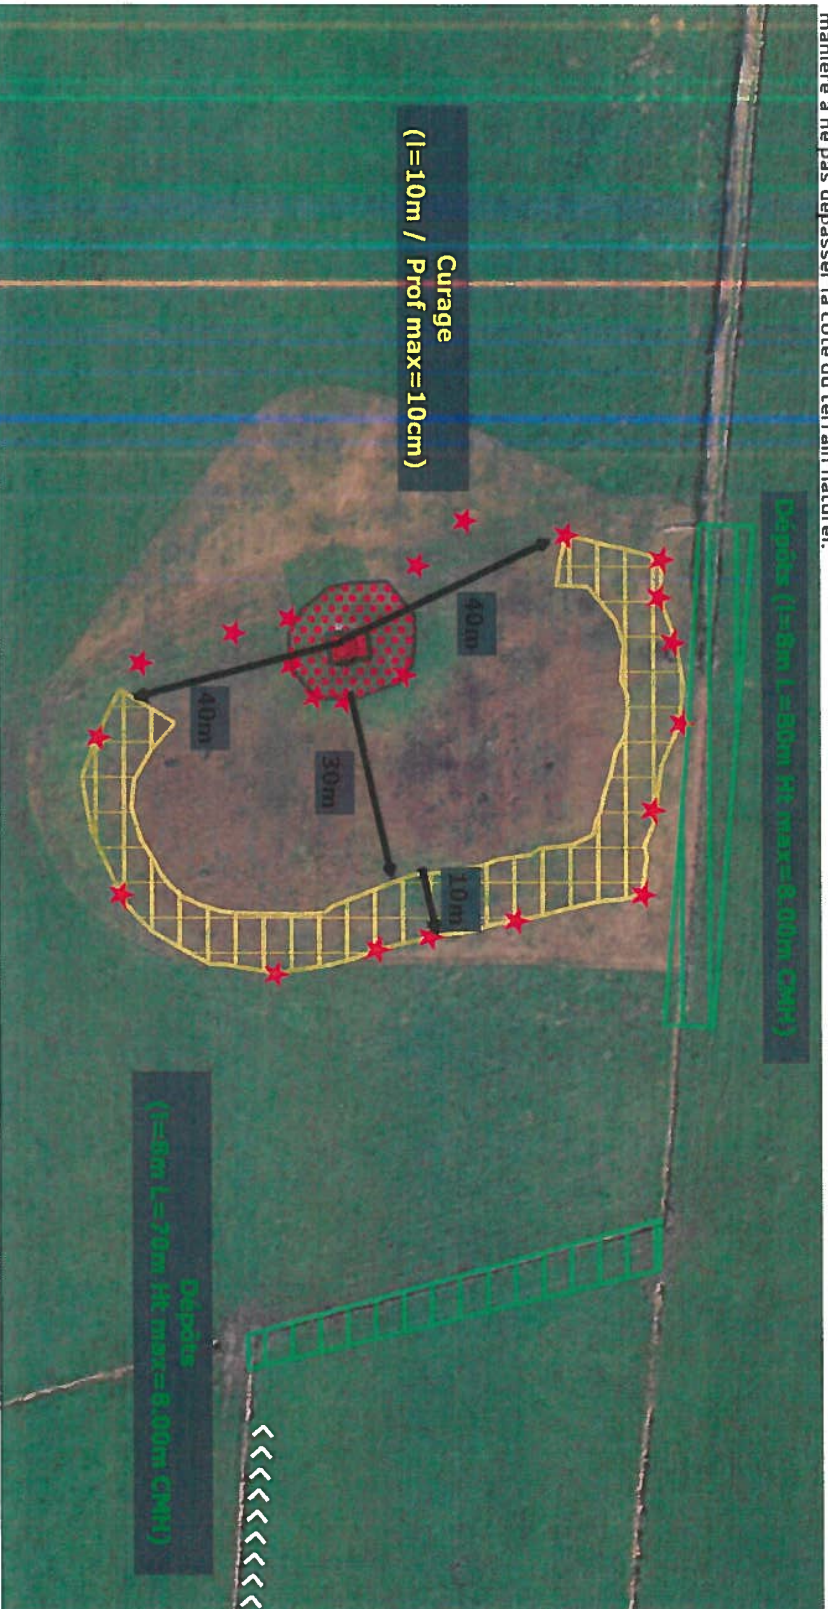 manière à ne pas dépasser la côte du terrain naturel.
Dépôts (l=8m L=80m Ht max=8.00m CMH)
Curage
(l=10m / Prof max=10cm)
40m
40m
30m
10m
Dépôts
(l=8m L=70m Ht max=8.00m CMH)